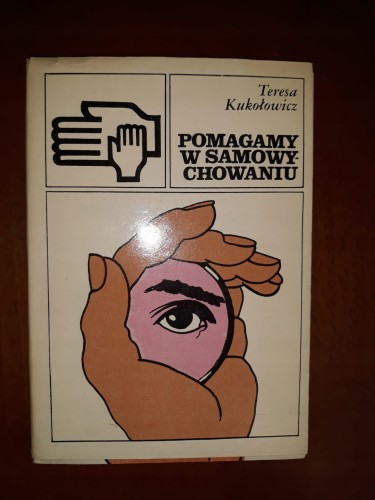 Teresa
Kukołowicz
POMAGAMY
W SAMOWY-
CHOWANIU